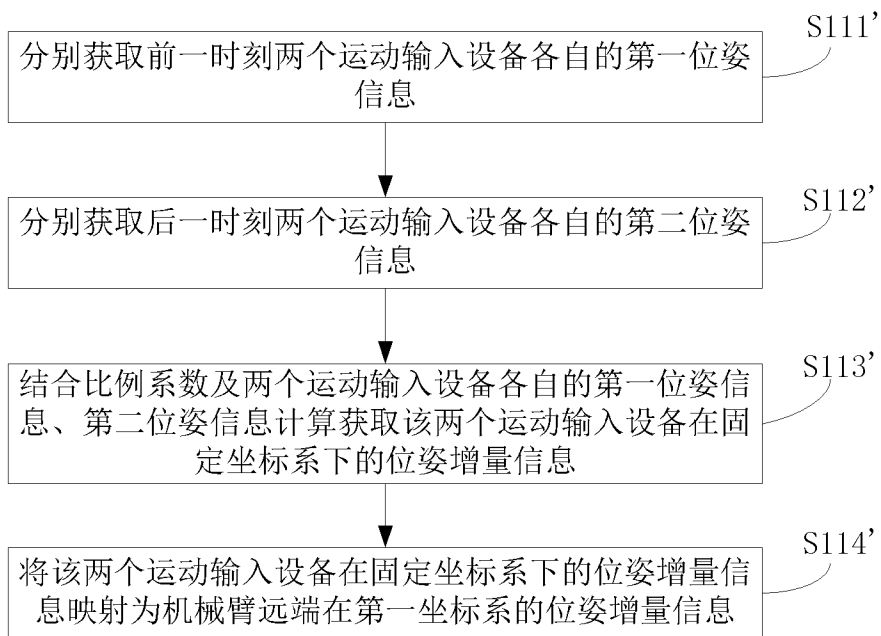 S111'
分别获取前一时刻两个运动输入设备各自的第一位姿
信息
S112'
分别获取后一时刻两个运动输入设备各自的第二位姿
信息
S113'
结合比例系数及两个运动输入设备各自的第一位姿信
息、第二位姿信息计算获取该两个运动输入设备在固
定坐标系下的位姿增量信息
S114'
将该两个运动输入设备在固定坐标系下的位姿增量信
息映射为机械臂远端在第一坐标系的位姿增量信息